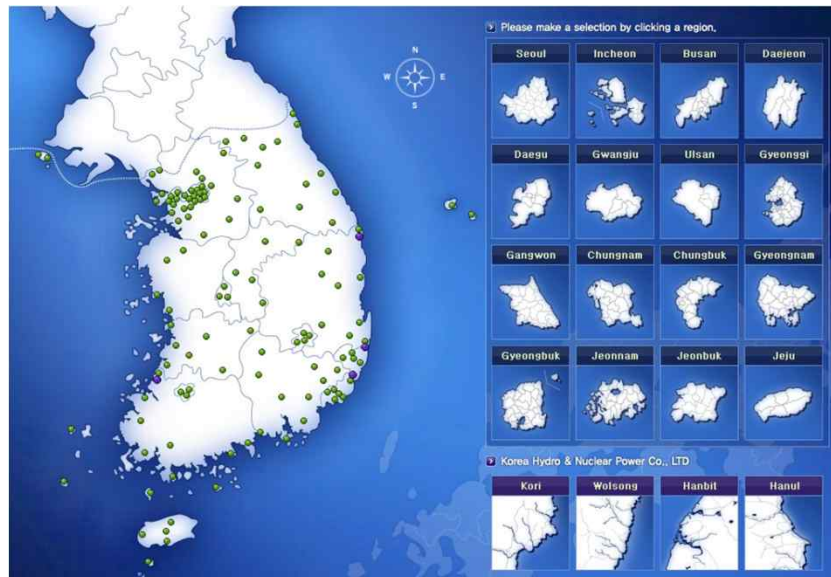 Please make a selection by clicking a region.
N
W E
S
Seoul Incheon Busan Daejeon
Daegu Gwangju Ulsan Gyeonggi
Gangwon Chungnam Chungbuk Gyeongnam
Gyeongbuk Jeonnam Jeonbuk Jeju
Korea Hydro & Nuclear Power Co,. LTD
Kori Wolsong Hanbit Hanul